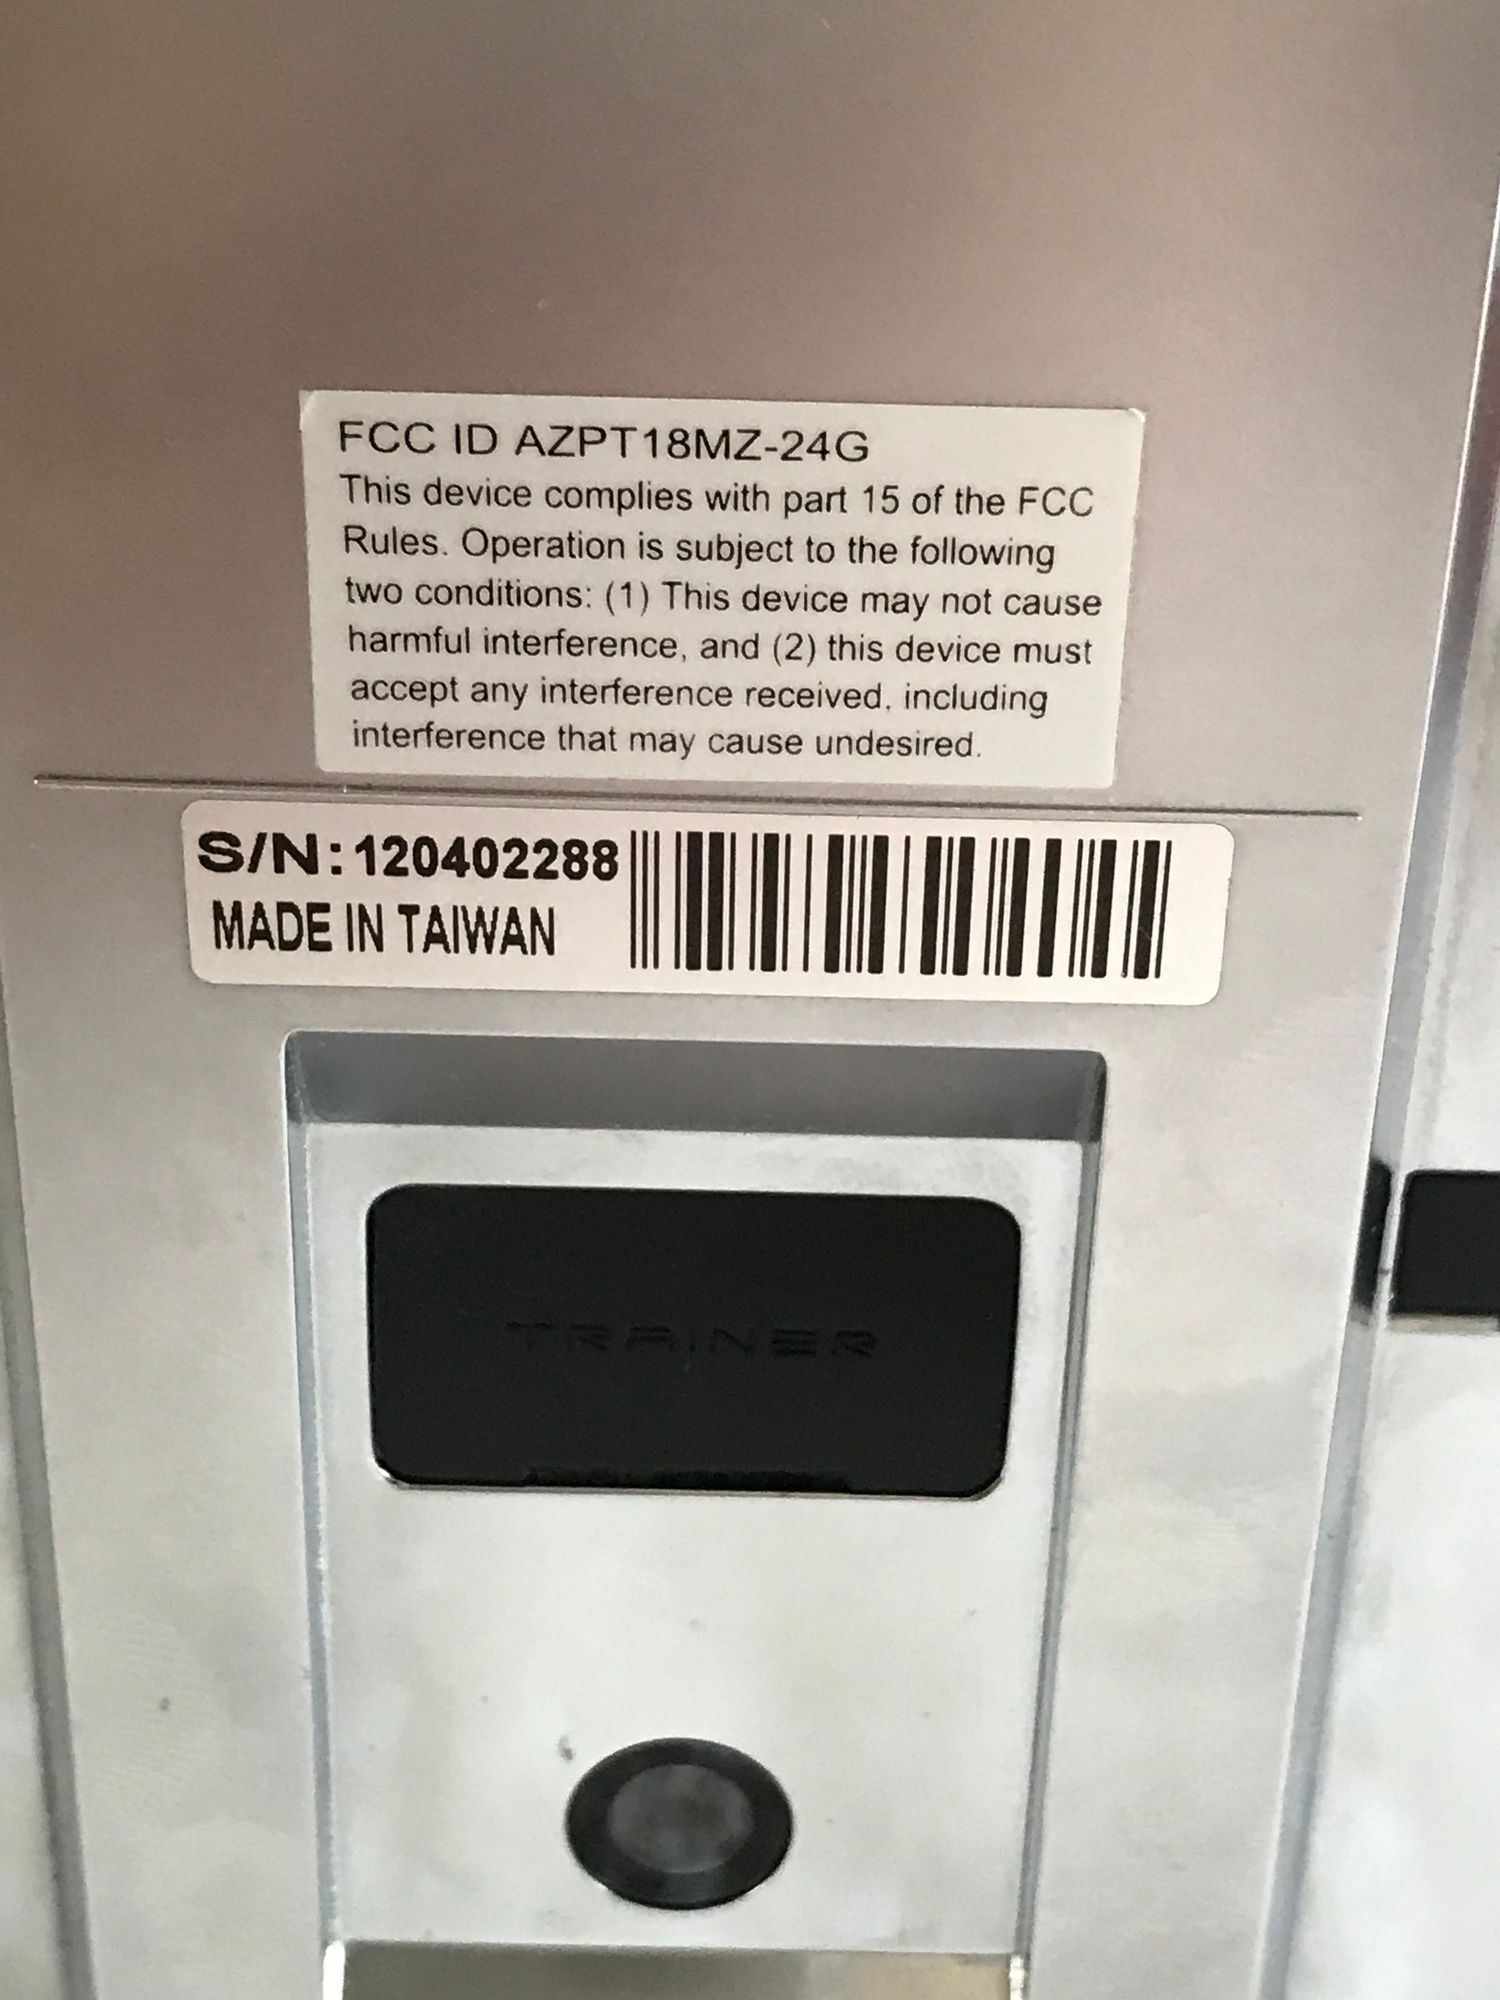 FCC ID AZPT18MZ-24G
This device complies with part 15 of the FCC
Rules. Operation is subject to the following
two conditions: (1) This device may not cause
harmful interference, and (2) this device must
accept any interference received, including
interference that may cause undesired.
S/N:120402288
MADE IN TAIWAN
TRAINER